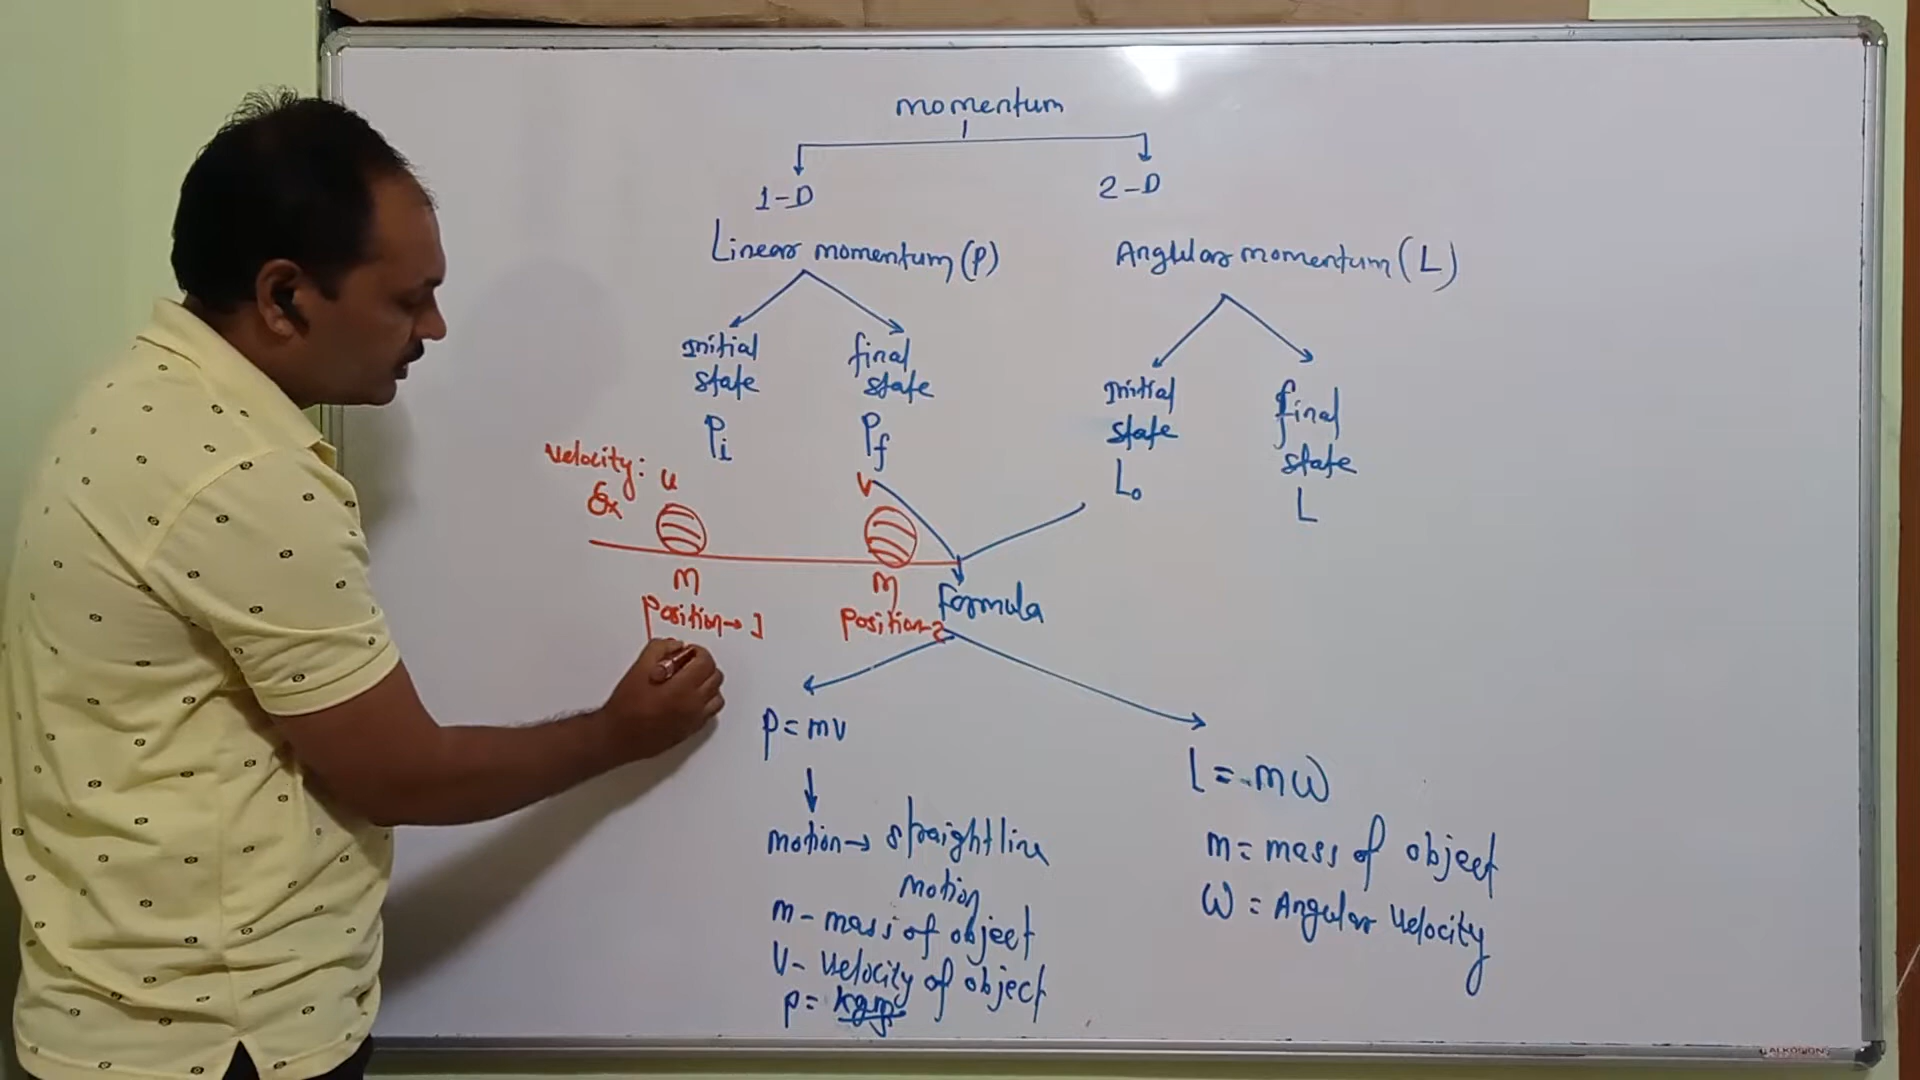 momentum
1-D
2-D
Linear momentum (P)
Angular momentum (L)
Initial
state
Pi
final
state
Pf
Initial
state
L₀
final
state
L
velocity: u
v
Ex
m
m
Position→1
Position-2
Formula
P=mv
L=mω
motion→ straight line
motion
m- mass of object
V- velocity of object
P=
m= mass of object
ω = Angular velocity